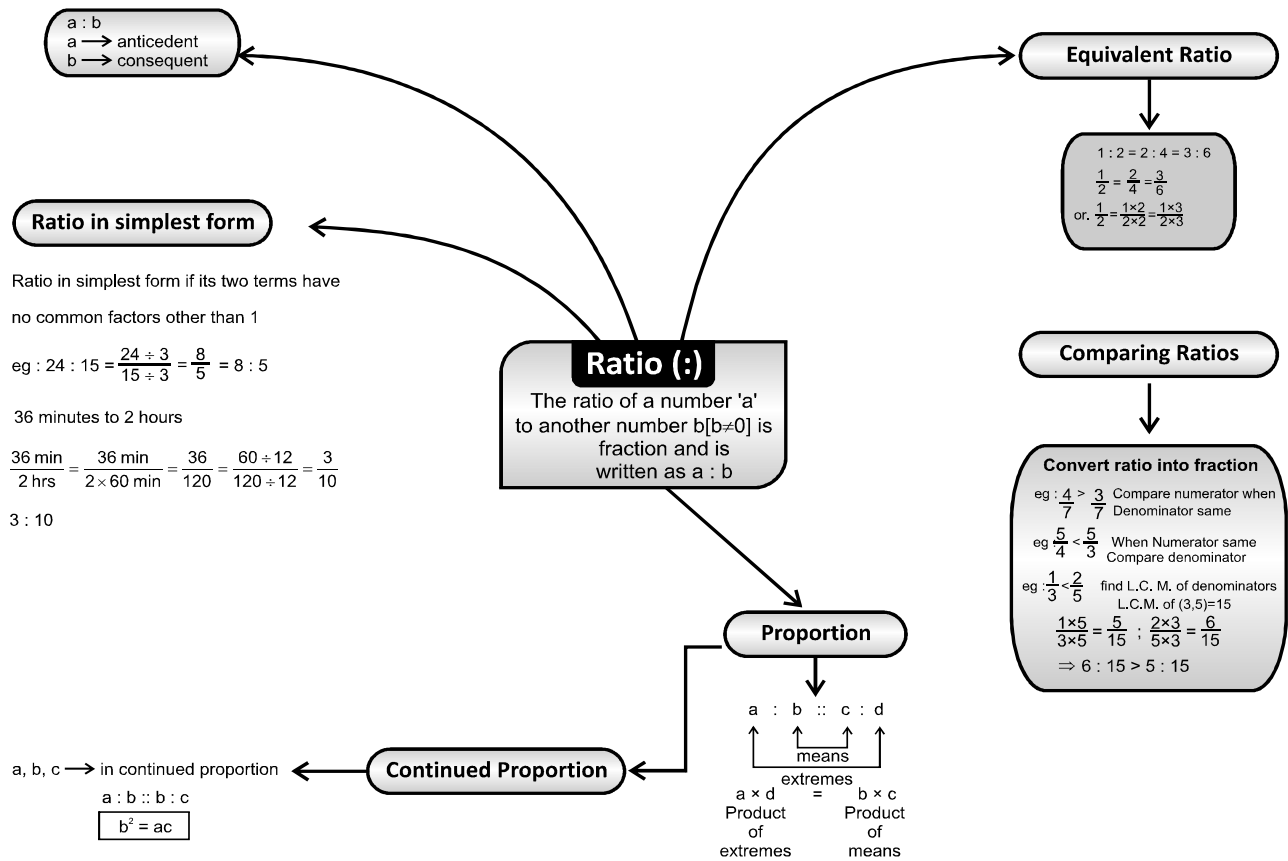 a : b
a → anticedent
b → consequent
Equivalent Ratio
1 : 2 = 2 : 4 = 3 : 6
1/2 = 2/4 = 3/6
or. 1/2 = 1×2/2×2 = 1×3/2×3
Ratio in simplest form
Ratio in simplest form if its two terms have
no common factors other than 1
eg : 24 : 15 = 24 ÷ 3/15 ÷ 3 = 8/5 = 8 : 5
36 minutes to 2 hours
36 min/2 hrs = 36 min/2 × 60 min = 36/120 = 60 ÷ 12/120 ÷ 12 = 3/10
3 : 10
Ratio (:)
The ratio of a number 'a'
to another number b[b≠0] is
fraction and is
written as a : b
Comparing Ratios
Convert ratio into fraction
eg : 4/7 > 3/7 Compare numerator when
Denominator same
eg : 5/4 < 5/3 When Numerator same
Compare denominator
eg : 1/3 < 2/5 find L.C. M. of denominators
L.C.M. of (3,5)=15
1×5/3×5 = 5/15 ; 2×3/5×3 = 6/15
⇒ 6 : 15 > 5 : 15
Proportion
a : b :: c : d
means
extremes
a × d = b × c
Product Product
of of
extremes means
Continued Proportion
a, b, c → in continued proportion
a : b :: b : c
b² = ac